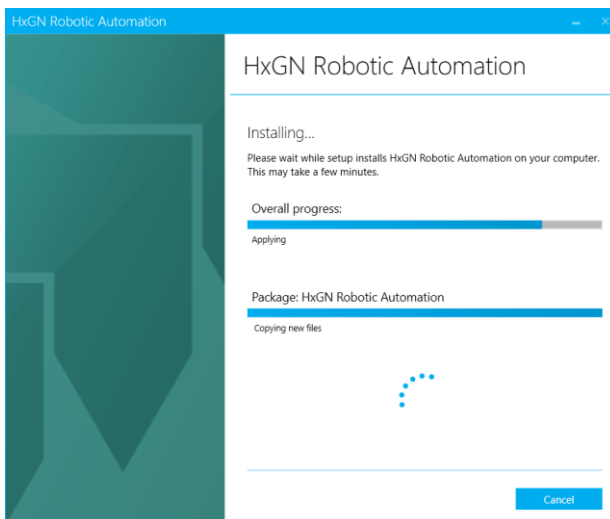 HxGN Robotic Automation
HxGN Robotic Automation
Installing...
Please wait while setup installs HxGN Robotic Automation on your computer.
This may take a few minutes.
Overall progress:
Applying
Package: HxGN Robotic Automation
Copying new files
Cancel